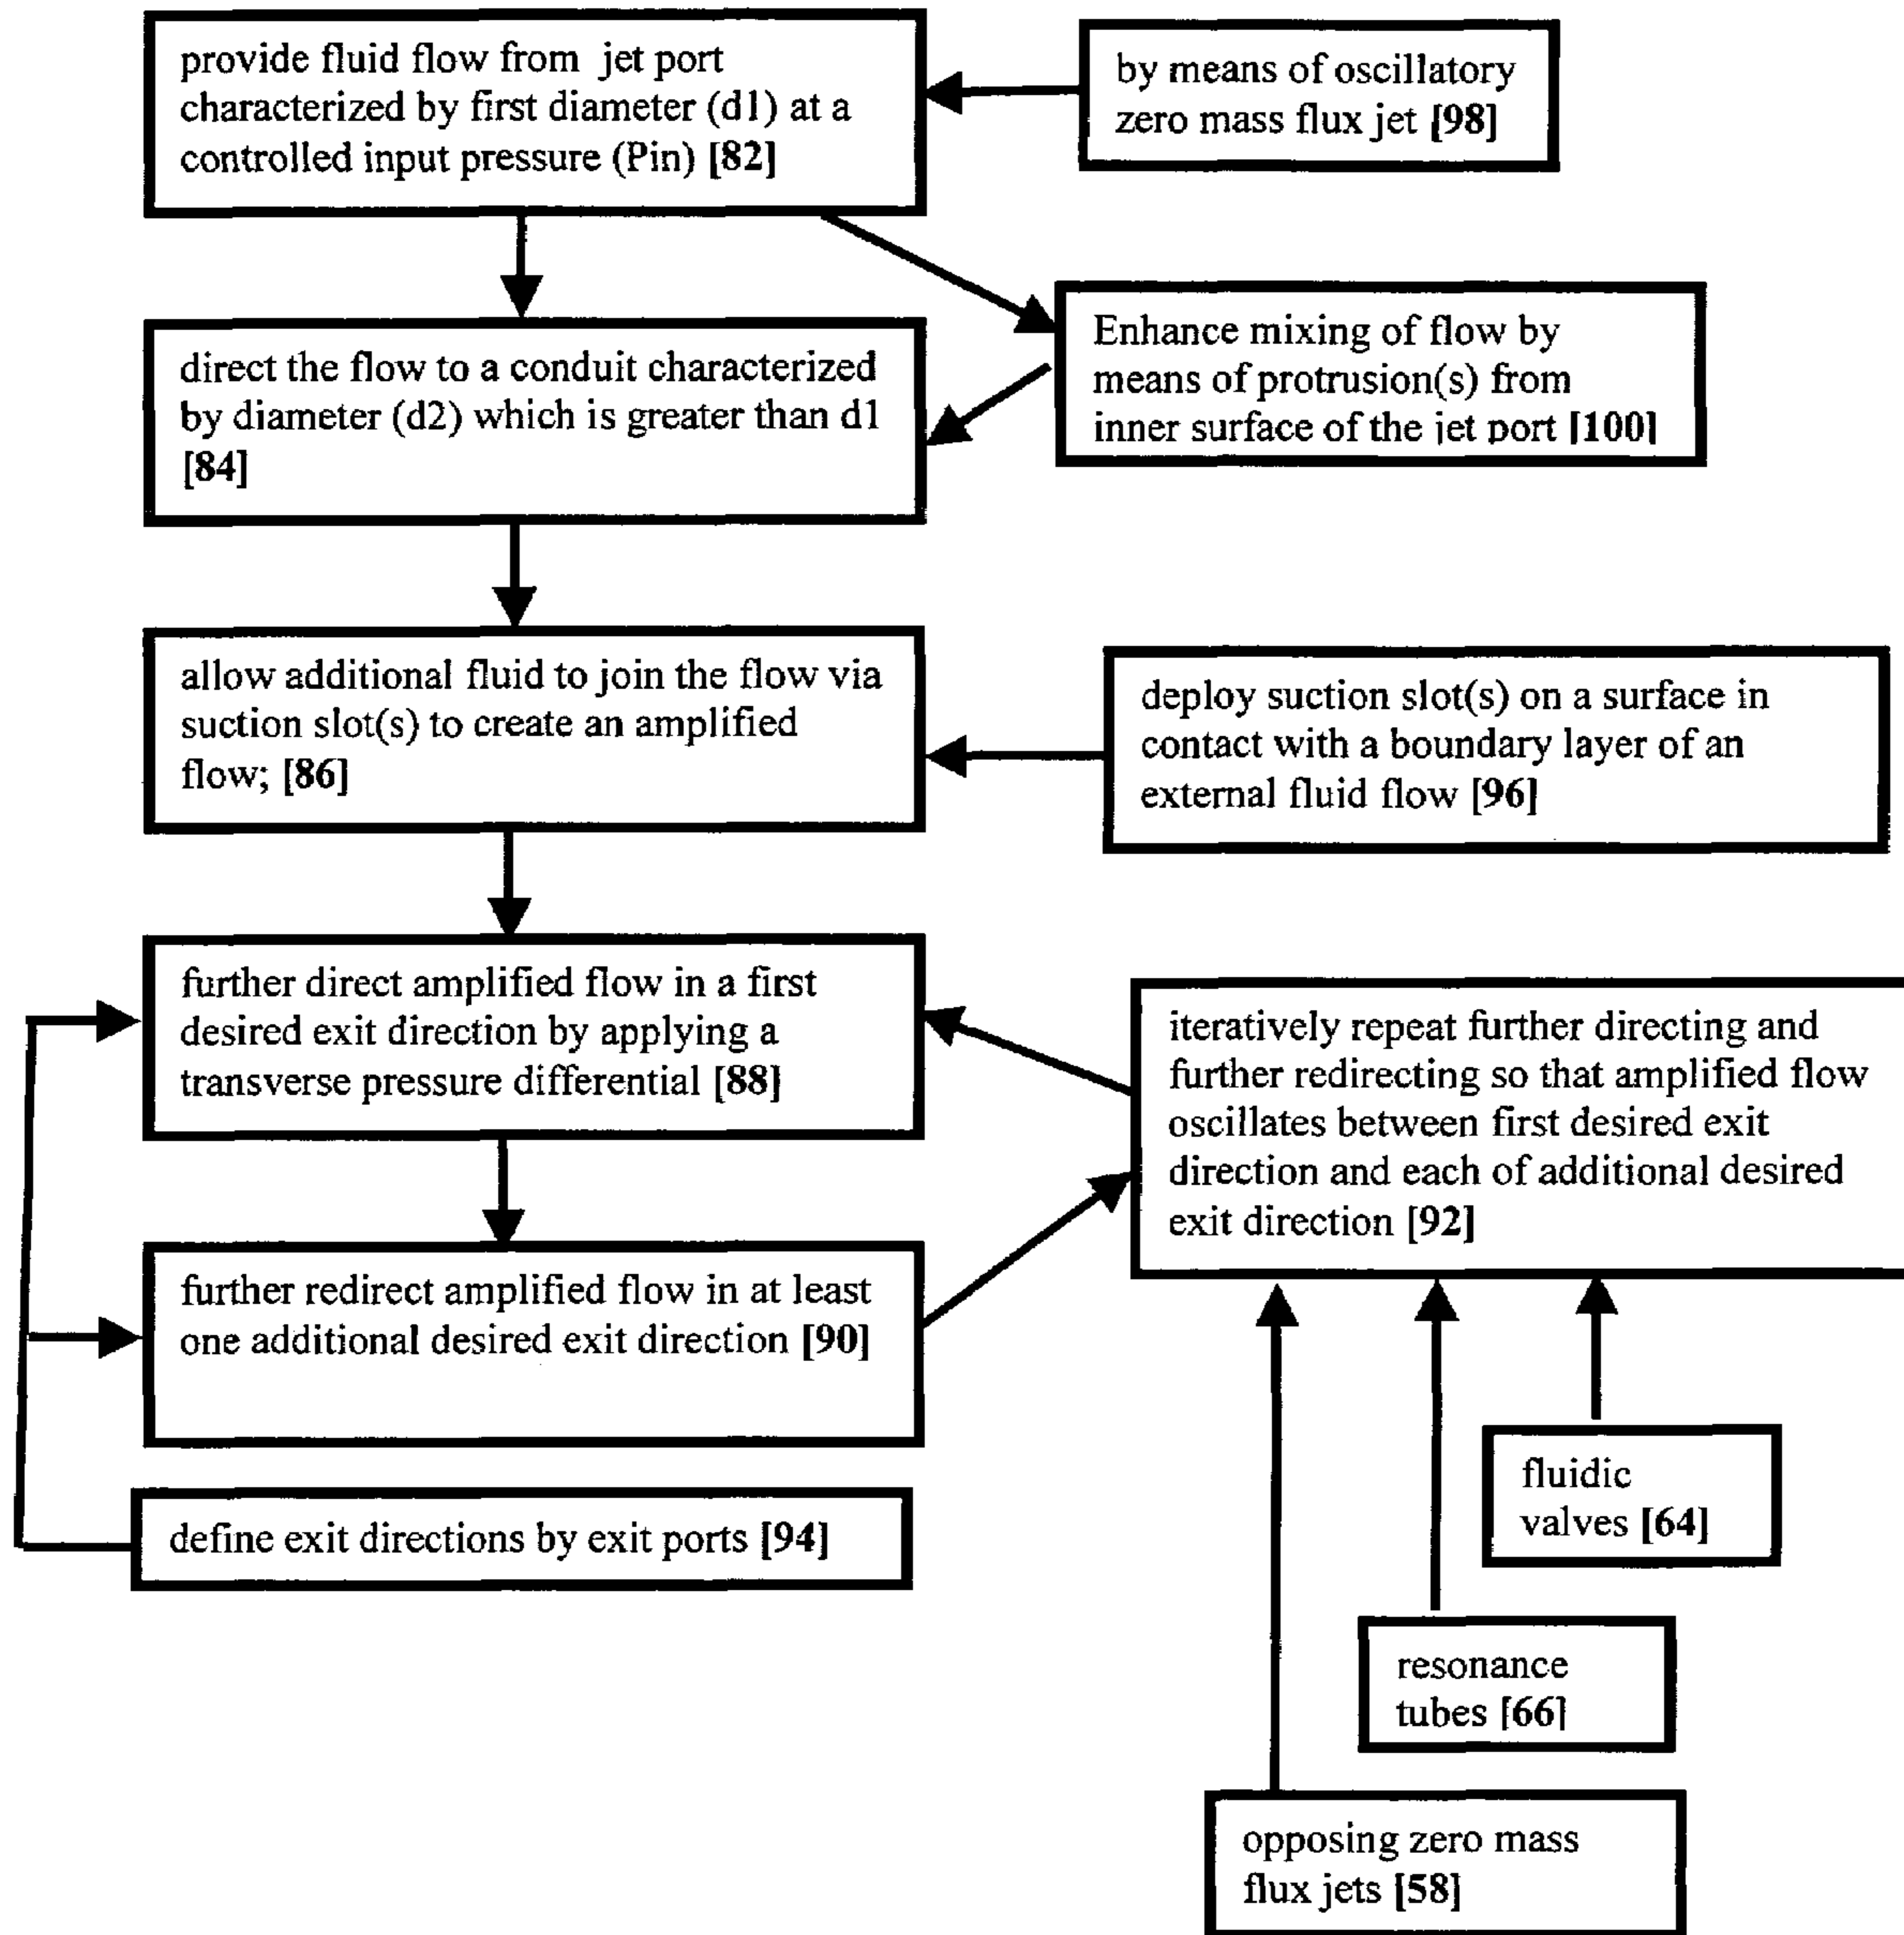 provide fluid flow from jet port
characterized by first diameter (d1) at a
controlled input pressure (Pin) [82]
by means of oscillatory
zero mass flux jet [98]
direct the flow to a conduit characterized
by diameter (d2) which is greater than d1
[84]
Enhance mixing of flow by
means of protrusion(s) from
inner surface of the jet port [100]
allow additional fluid to join the flow via
suction slot(s) to create an amplified
flow; [86]
deploy suction slot(s) on a surface in
contact with a boundary layer of an
external fluid flow [96]
further direct amplified flow in a first
desired exit direction by applying a
transverse pressure differential [88]
iteratively repeat further directing and
further redirecting so that amplified flow
oscillates between first desired exit
direction and each of additional desired
exit direction [92]
further redirect amplified flow in at least
one additional desired exit direction [90]
define exit directions by exit ports [94]
fluidic
valves [64]
resonance
tubes [66]
opposing zero mass
flux jets [58]